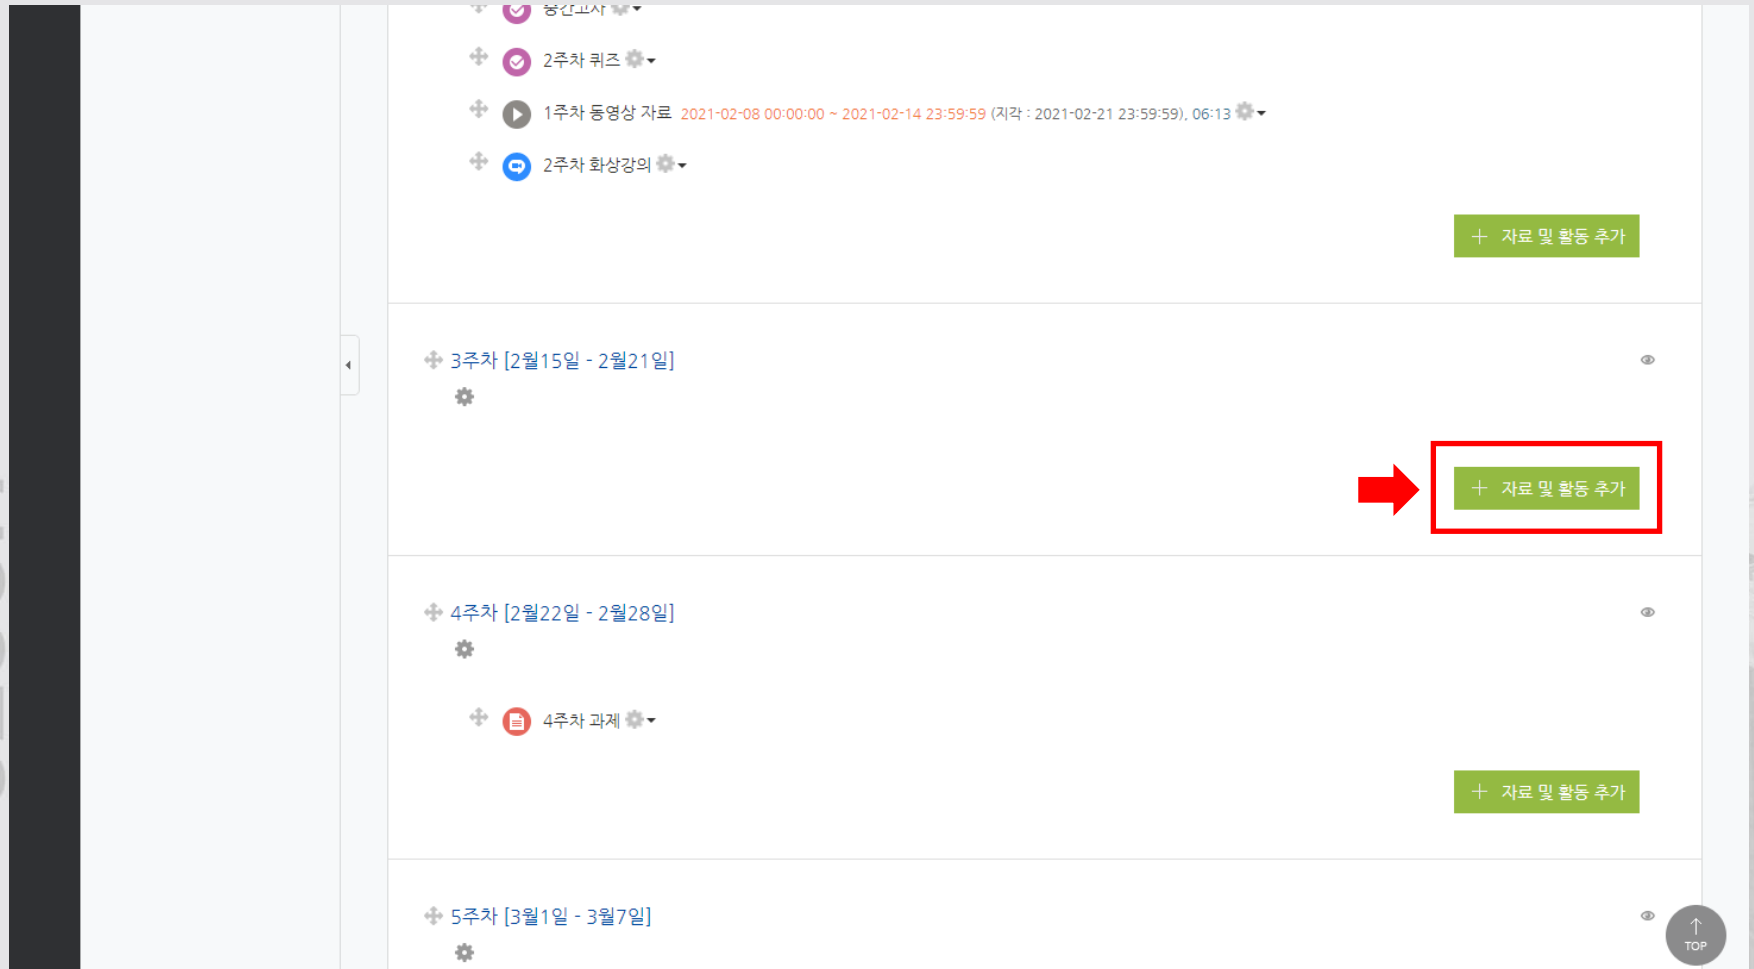 중간고사
2주차 퀴즈
1주차 동영상 자료 2021-02-08 00:00:00 ~ 2021-02-14 23:59:59 (지각 : 2021-02-21 23:59:59), 06:13
2주차 화상강의
자료 및 활동 추가
3주차 [2월15일 - 2월21일]
자료 및 활동 추가
4주차 [2월22일 - 2월28일]
4주차 과제
자료 및 활동 추가
5주차 [3월1일 - 3월7일]
TOP